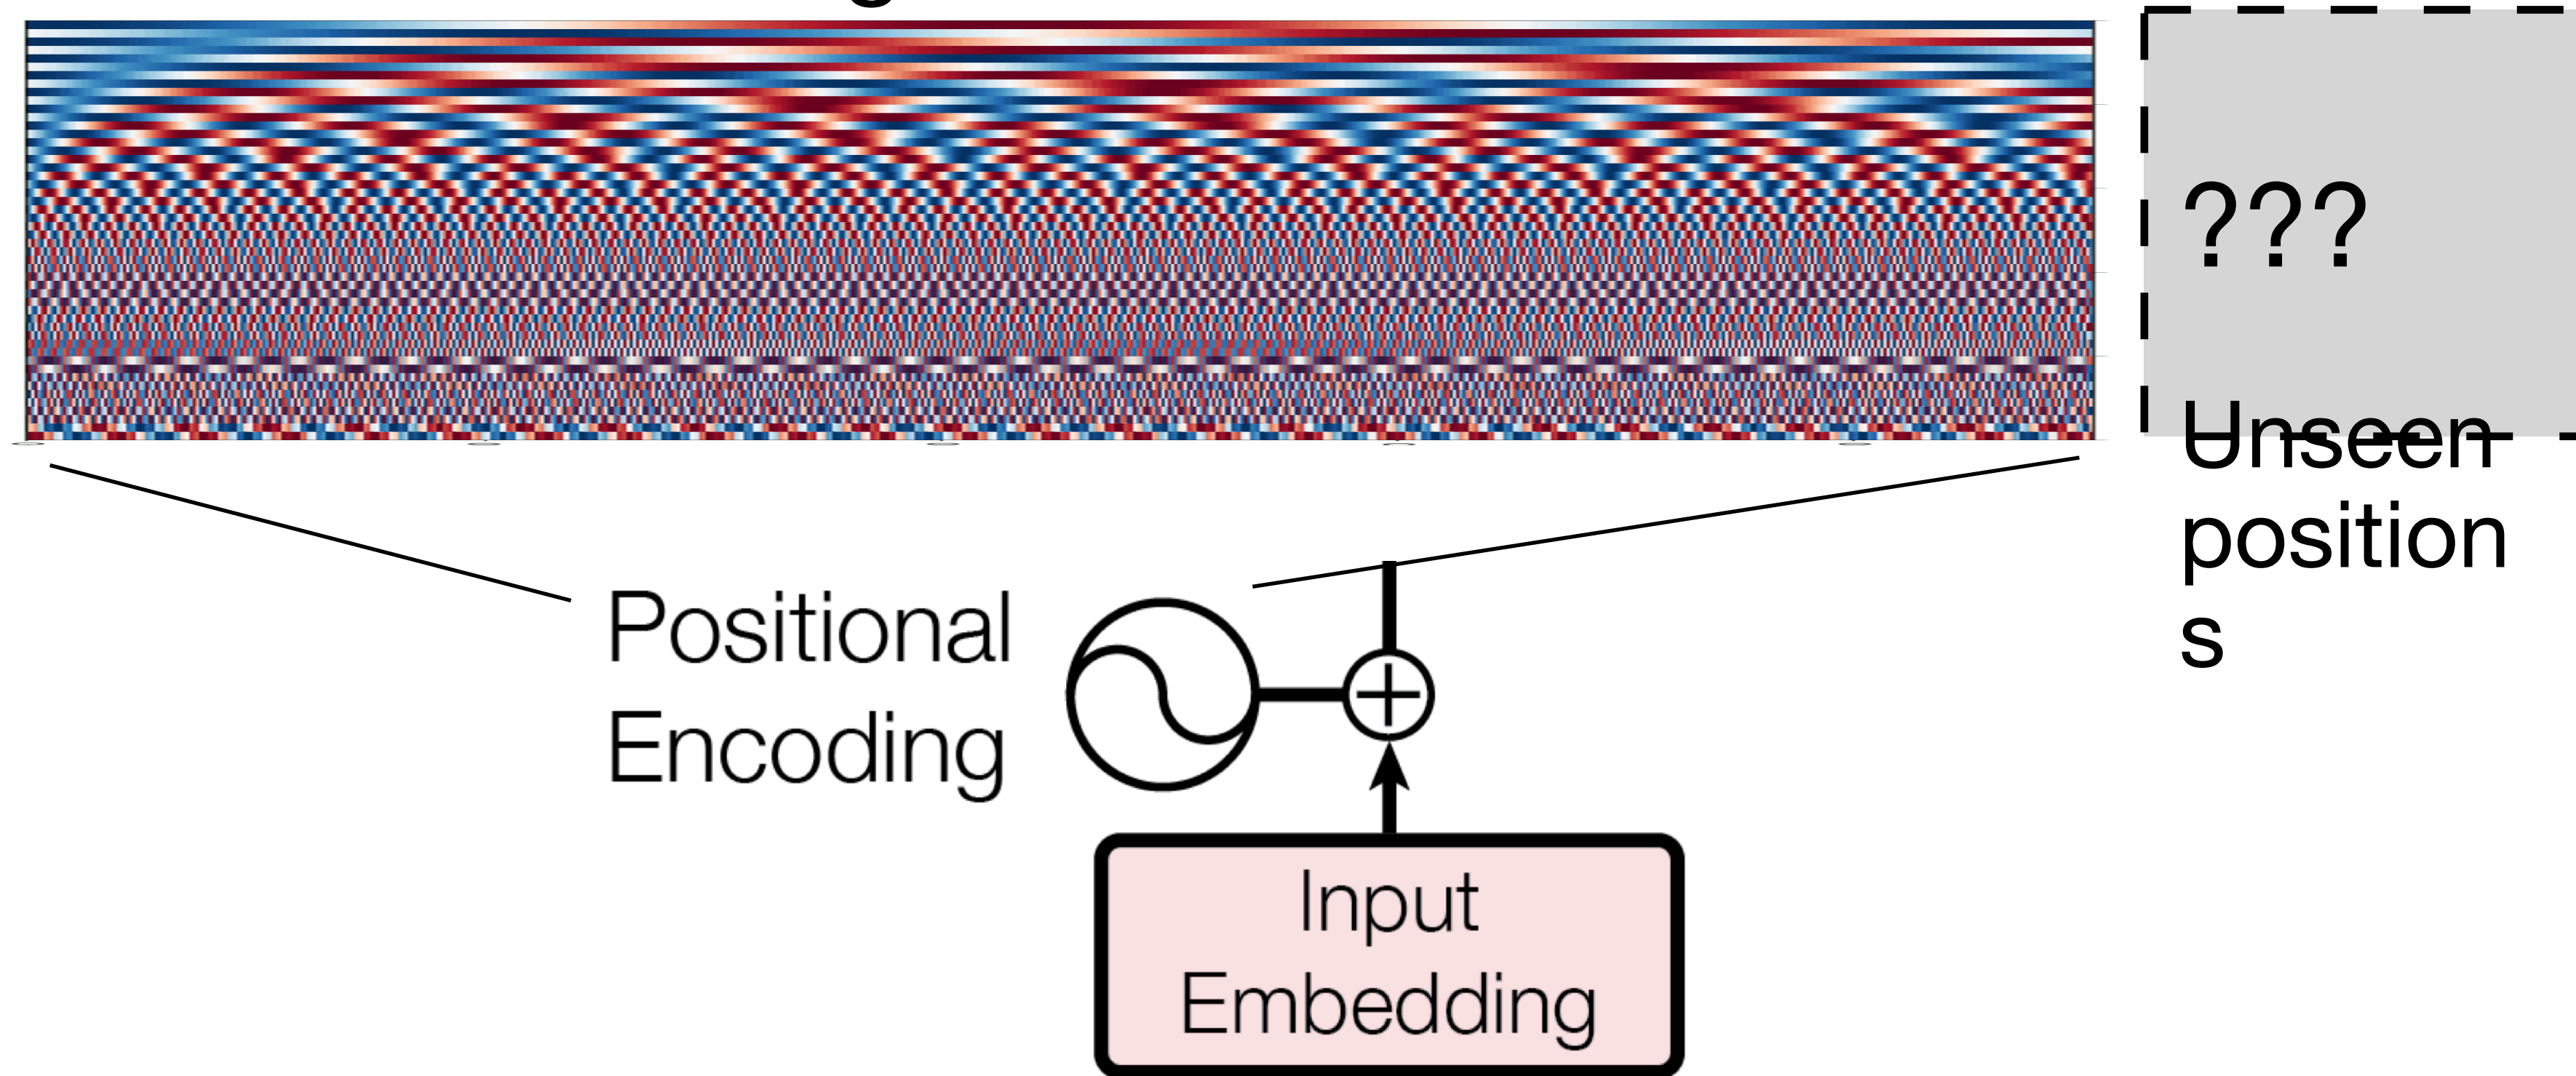 ???
Unseen
position
s
Positional
Encoding
Input
Embedding